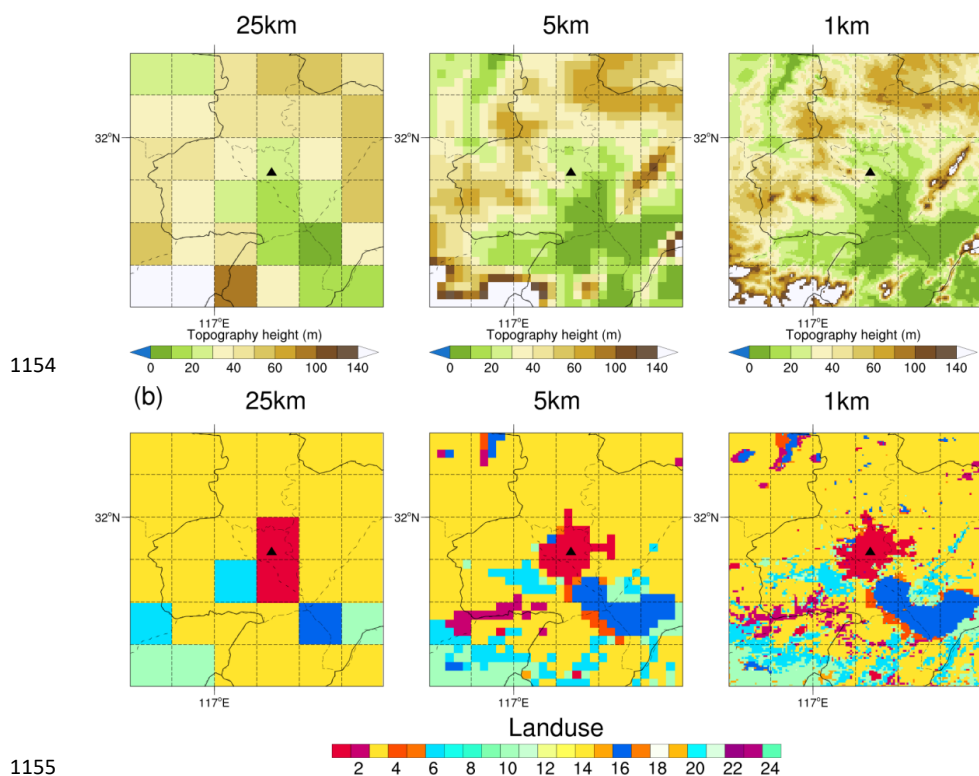 25km 5km 1km
32°N 32°N 32°N
117°E 117°E 117°E
Topography height (m) Topography height (m) Topography height (m)
0 20 40 60 100 140 0 20 40 60 100 140 0 20 40 60 100 140
1154
(b)
25km 5km 1km
32°N 32°N 32°N
117°E 117°E 117°E
Landuse
2 4 6 8 10 12 14 16 18 20 22 24
1155